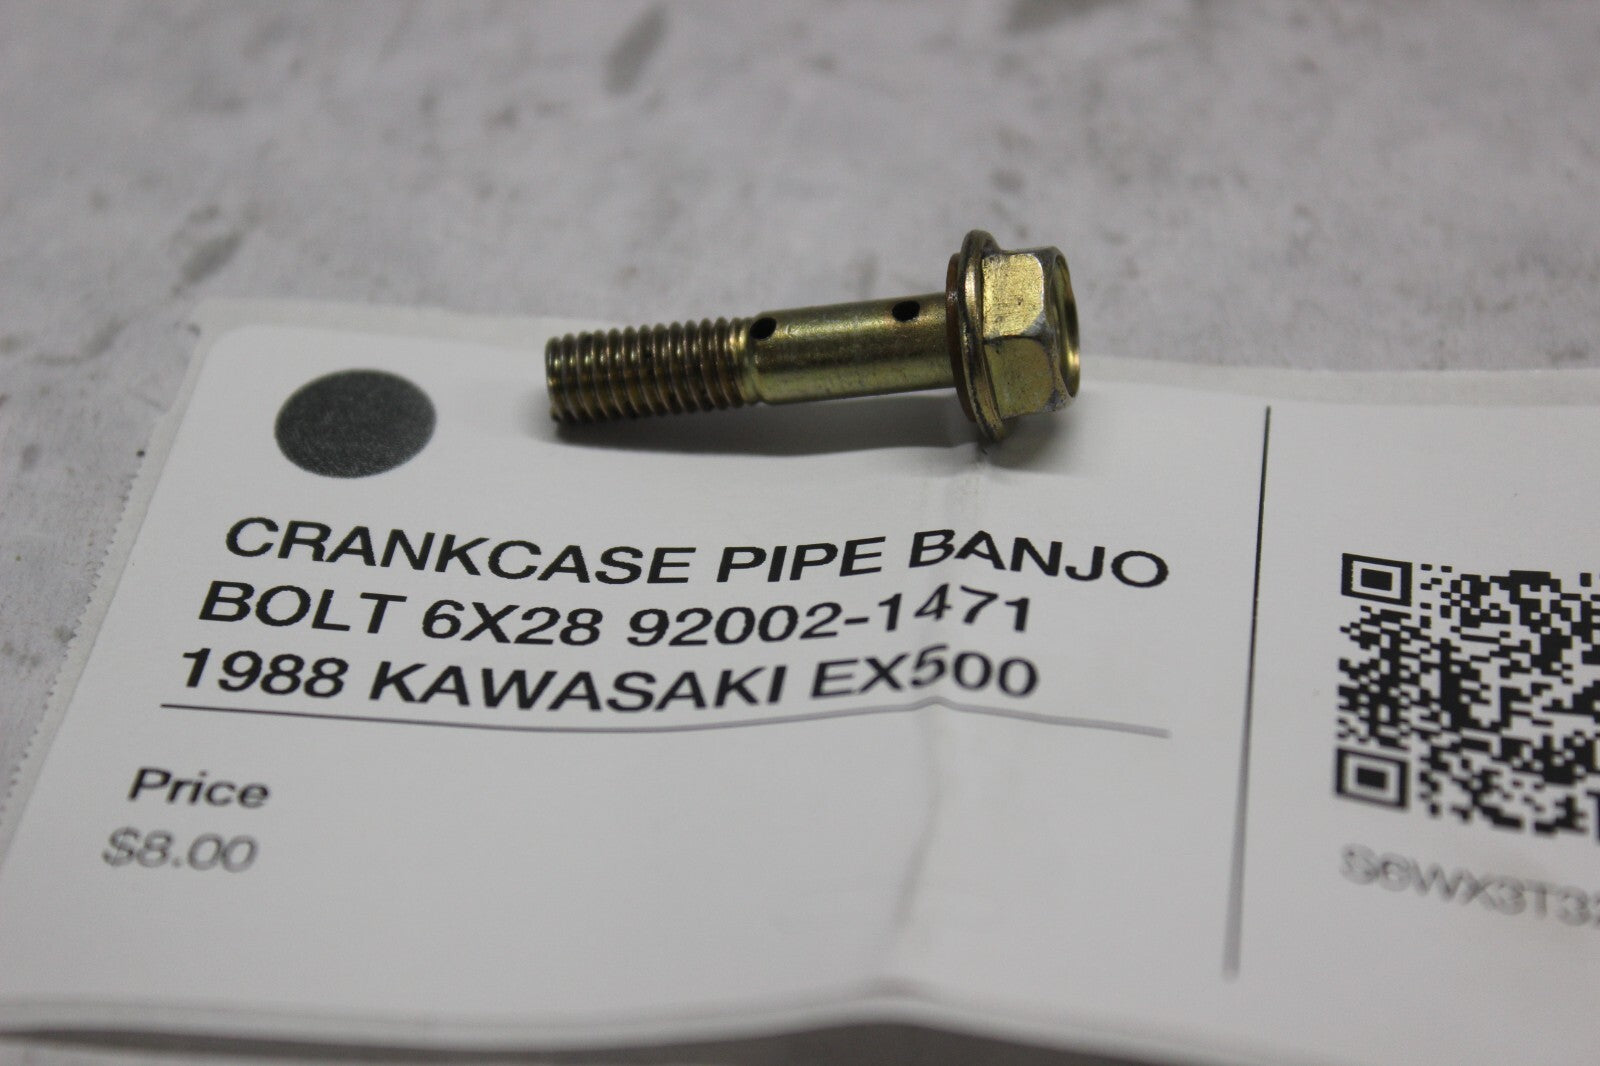 CRANKCASE PIPE BANJO
BOLT 6X28 92002-1471
1988 KAWASAKI EX500
Price
$8.00